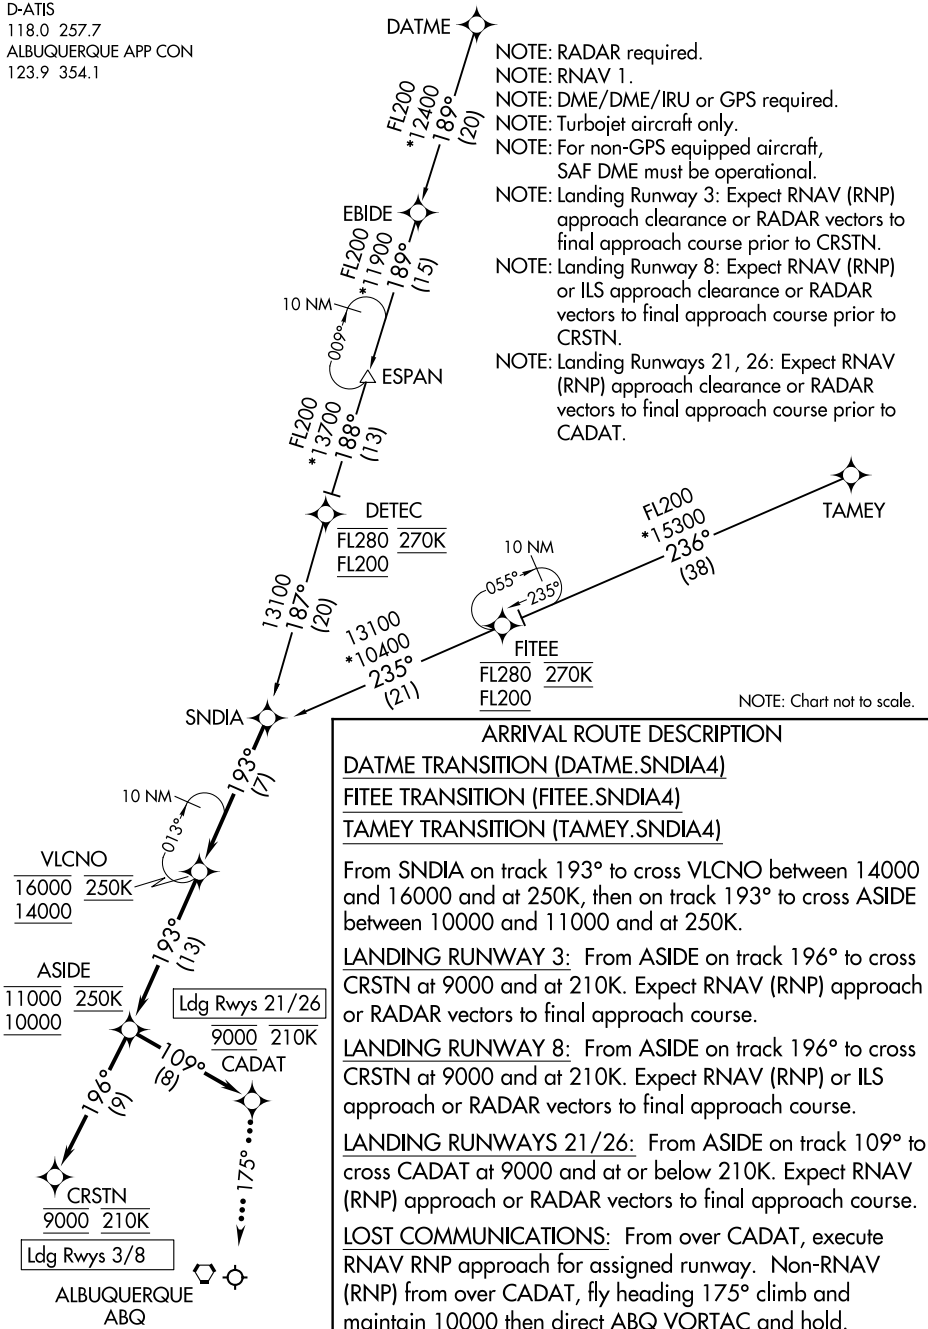 D-ATIS
118.0 257.7
ALBUQUERQUE APP CON
123.9 354.1
DATME
NOTE: RADAR required.
NOTE: RNAV 1.
NOTE: DME/DME/IRU or GPS required.
NOTE: Turbojet aircraft only.
NOTE: For non-GPS equipped aircraft,
SAF DME must be operational.
NOTE: Landing Runway 3: Expect RNAV (RNP)
approach clearance or RADAR vectors to
final approach course prior to CRSTN.
NOTE: Landing Runway 8: Expect RNAV (RNP)
or ILS approach clearance or RADAR
vectors to final approach course prior to
CRSTN.
NOTE: Landing Runways 21, 26: Expect RNAV
(RNP) approach clearance or RADAR
vectors to final approach course prior to
CADAT.
FL200
*12400
189°
(20)
EBIDE
FL200
*11900
189°
(15)
10 NM
009°
ESPAN
FL200
*13700
188°
(13)
DETEC
FL280 270K
FL200
13100
187°
(20)
TAMEY
FL200
*15300
236°
(38)
10 NM
055°
235°
FITEE
FL280 270K
FL200
13100
*10400
235°
(21)
NOTE: Chart not to scale.
SNDIA
193°
(7)
10 NM
013°
VLCNO
16000 250K
14000
193°
(13)
ASIDE
11000 250K
10000
Ldg Rwys 21/26
9000 210K
CADAT
109°
(8)
196°
(9)
175°
CRSTN
9000 210K
Ldg Rwys 3/8
ALBUQUERQUE
ABQ
ARRIVAL ROUTE DESCRIPTION
DATME TRANSITION (DATME.SNDIA4)
FITEE TRANSITION (FITEE.SNDIA4)
TAMEY TRANSITION (TAMEY.SNDIA4)
From SNDIA on track 193° to cross VLCNO between 14000
and 16000 and at 250K, then on track 193° to cross ASIDE
between 10000 and 11000 and at 250K.
LANDING RUNWAY 3: From ASIDE on track 196° to cross
CRSTN at 9000 and at 210K. Expect RNAV (RNP) approach
or RADAR vectors to final approach course.
LANDING RUNWAY 8: From ASIDE on track 196° to cross
CRSTN at 9000 and at 210K. Expect RNAV (RNP) or ILS
approach or RADAR vectors to final approach course.
LANDING RUNWAYS 21/26: From ASIDE on track 109° to
cross CADAT at 9000 and at or below 210K. Expect RNAV
(RNP) approach or RADAR vectors to final approach course.
LOST COMMUNICATIONS: From over CADAT, execute
RNAV RNP approach for assigned runway. Non-RNAV
(RNP) from over CADAT, fly heading 175° climb and
maintain 10000 then direct ABQ VORTAC and hold.